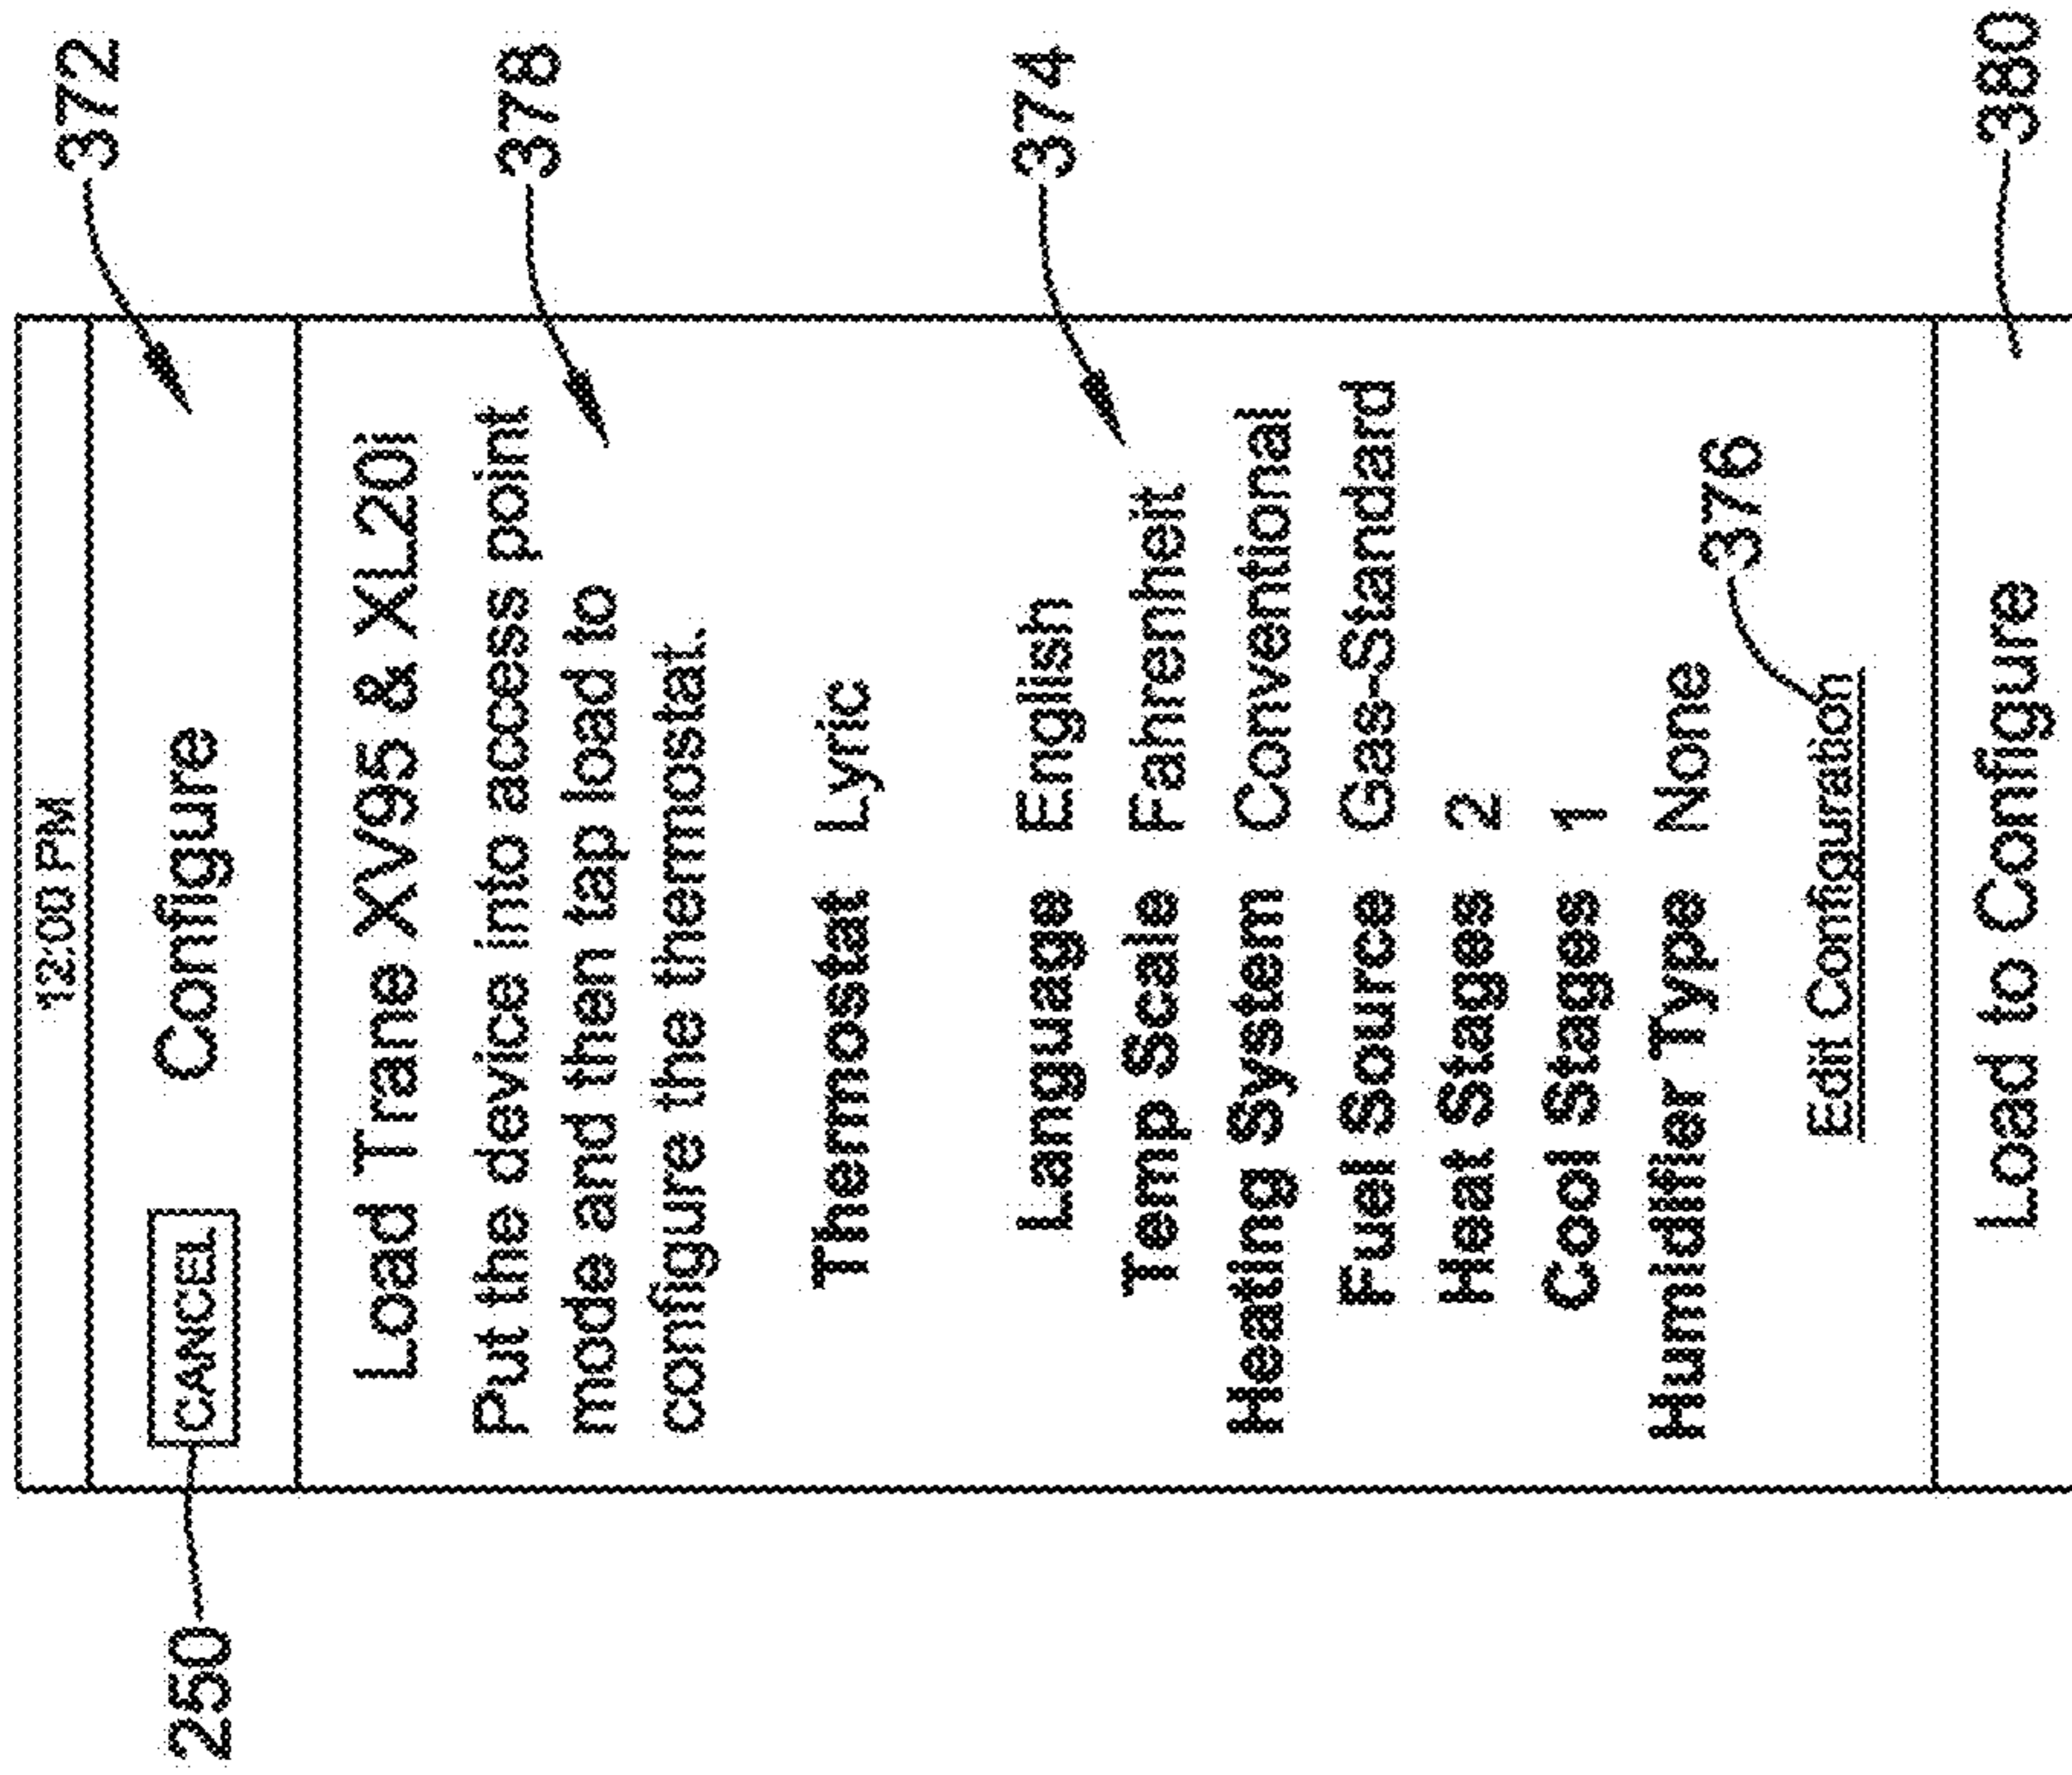 12:00 PM
372
250
CANCEL
Configure
Load Trane XV95 & XL20i
378
Put the device into access point
mode and then tap load to
configure the thermostat.
Thermostat Lyric
374
Language English
Temp Scale Fahrenheit
Heating System Conventional
Fuel Source Gas-Standard
Heat Stages 2
Cool Stages 1
Humidifier Type None
376
Edit Configuration
Load to Configure
380